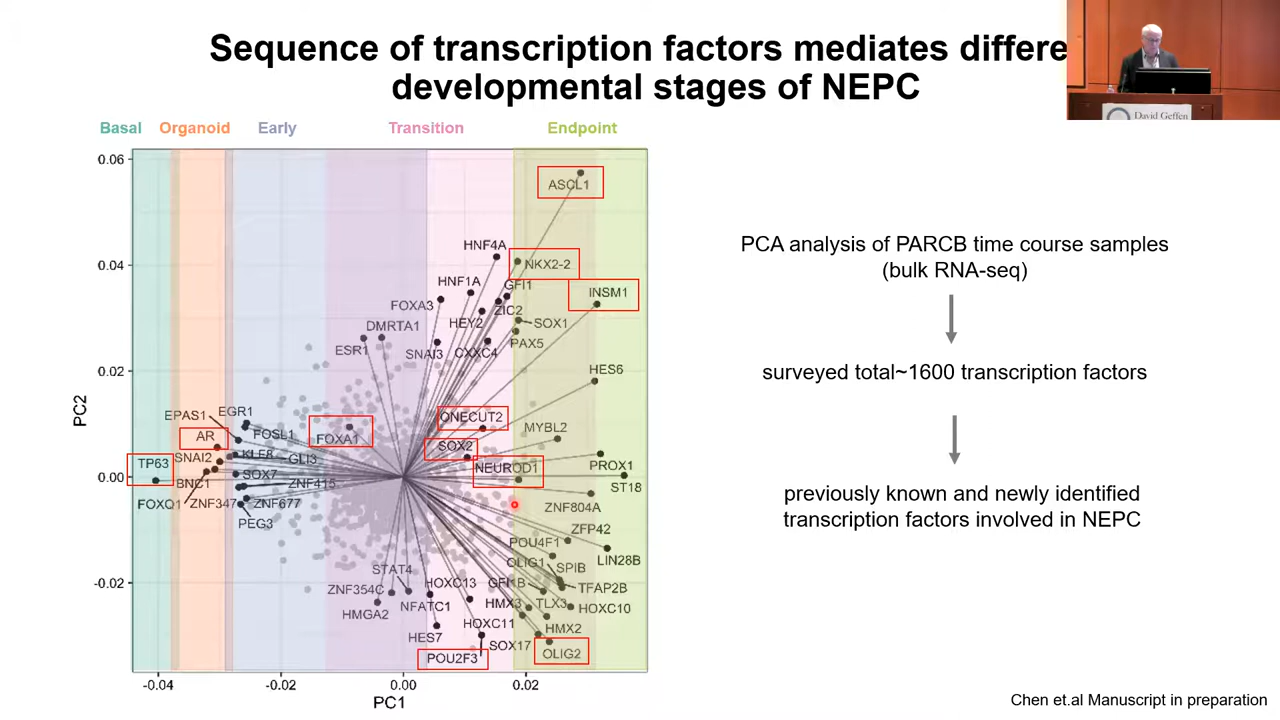 Sequence of transcription factors mediates differe
developmental stages of NEPC
David Geffen
Basal Organoid Early Transition Endpoint
0.06
0.04
0.02
0.00
-0.02
PC2
-0.04 -0.02 0.00 0.02
PC1
ASCL1
HNF4A
NKX2-2
HNF1A
GFI1
INSM1
FOXA3
ZIC2
HEY2
SOX1
DMRTA1
PAX5
ESR1
SNAI3
CXXC4
HES6
EPAS1
EGR1
ONECUT2
AR
FOSL1
FOXA1
MYBL2
SOX2
TP63
SNAI2
KLF8
GLI3
NEUROD1
PROX1
BNC1
SOX7
ZNF415
ST18
FOXQ1
ZNF347
ZNF677
ZNF804A
PEG3
ZFP42
POU4F1
LIN28B
OLIG1
SPIB
STAT4
HOXC13
GFI1B
TFAP2B
ZNF354C
HMX3
TLX3
HOXC10
HMGA2
NFATC1
HOXC11
HMX2
HES7
SOX17
POU2F3
OLIG2
PCA analysis of PARCB time course samples
(bulk RNA-seq)
surveyed total~1600 transcription factors
previously known and newly identified
transcription factors involved in NEPC
Chen et.al Manuscript in preparation